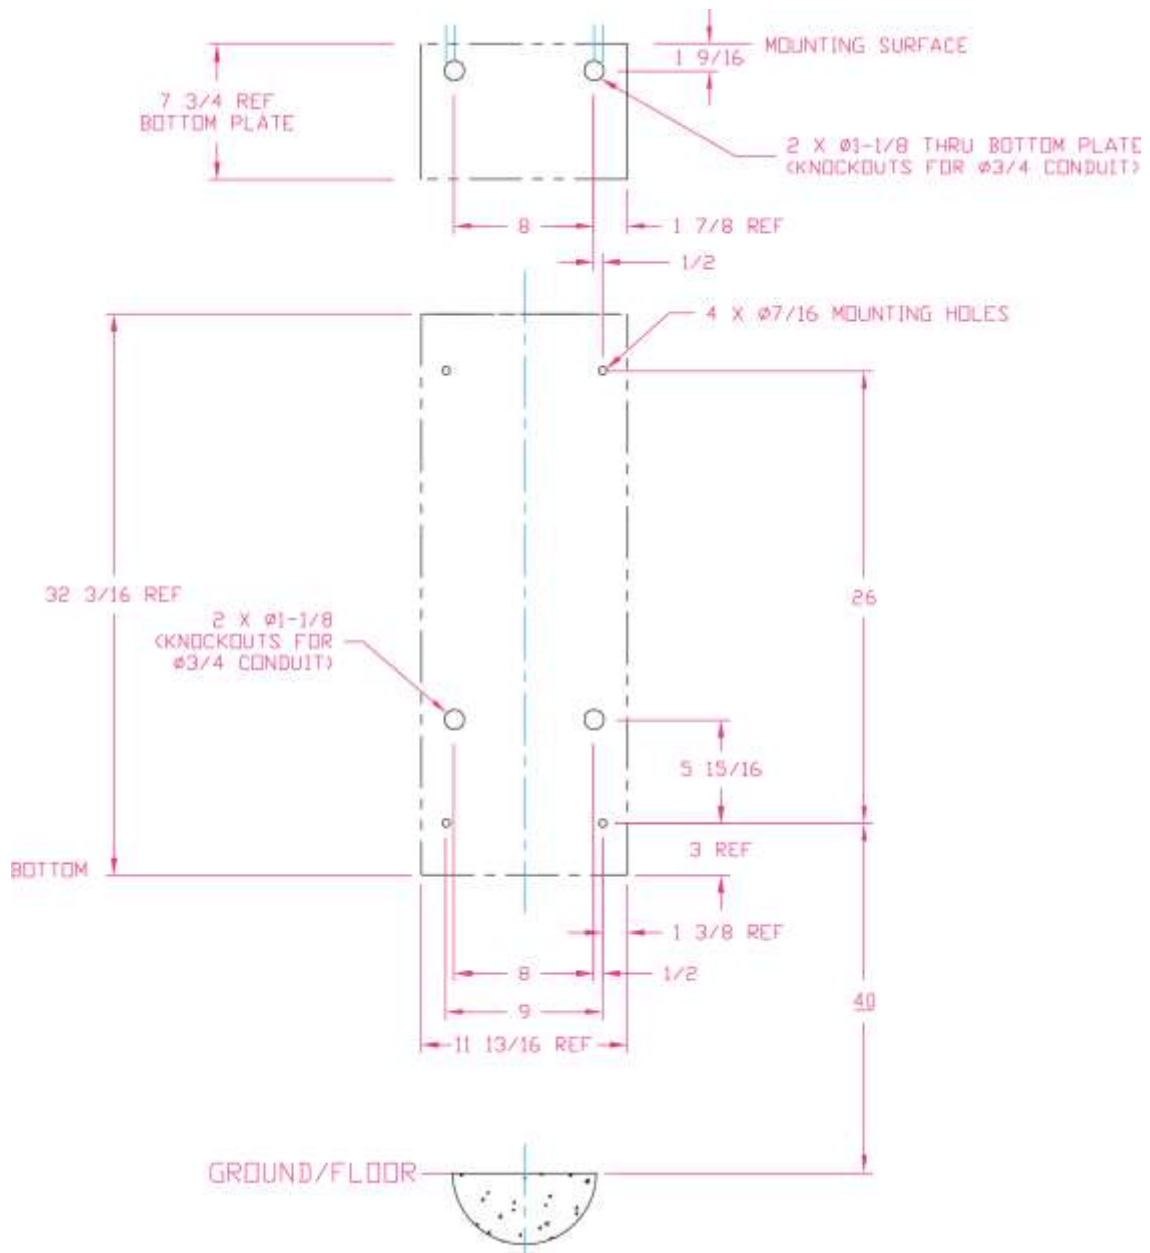 MOUNTING SURFACE
1 9/16
7 3/4 REF
BOTTOM PLATE
2 X ø1-1/8 THRU BOTTOM PLATE
(KNOCKOUTS FOR ø3/4 CONDUIT)
8
1 7/8 REF
1/2
4 X ø7/16 MOUNTING HOLES
32 3/16 REF
26
2 X ø1-1/8
(KNOCKOUTS FOR
ø3/4 CONDUIT)
5 15/16
3 REF
BOTTOM
1 3/8 REF
8
1/2
9
40
11 13/16 REF
GROUND/FLOOR